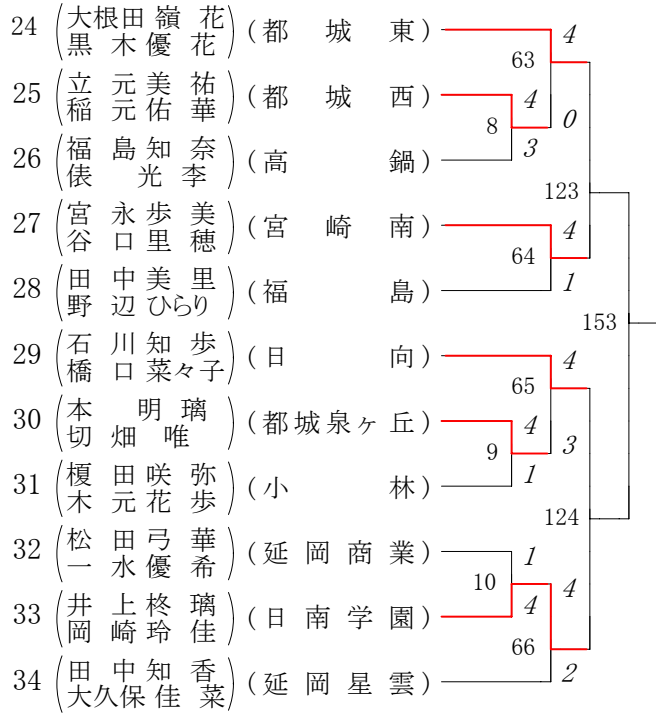 24 大根田嶺花 (都城東) 4
黒木優花
63
25 立元美祐 (都城西) 4 0
稲元佑華
8
26 福島知奈 (高鍋) 3
俵光李
123
27 宮永歩美 (宮崎南) 4
谷口里穂
64
28 田中美里 (福島) 1
野辺ひらり
153
29 石川知歩 (日向) 4
橋口菜々子
65
30 本明璃 (都城泉ヶ丘) 4 3
切畑唯
9
31 榎田咲弥 (小林) 1
木元花歩
124
32 松田弓華 (延岡商業) 1
一水優希
10 4
33 井上柊璃 (日南学園) 4
岡崎玲佳
66
34 田中知香 (延岡星雲) 2
大久保佳菜